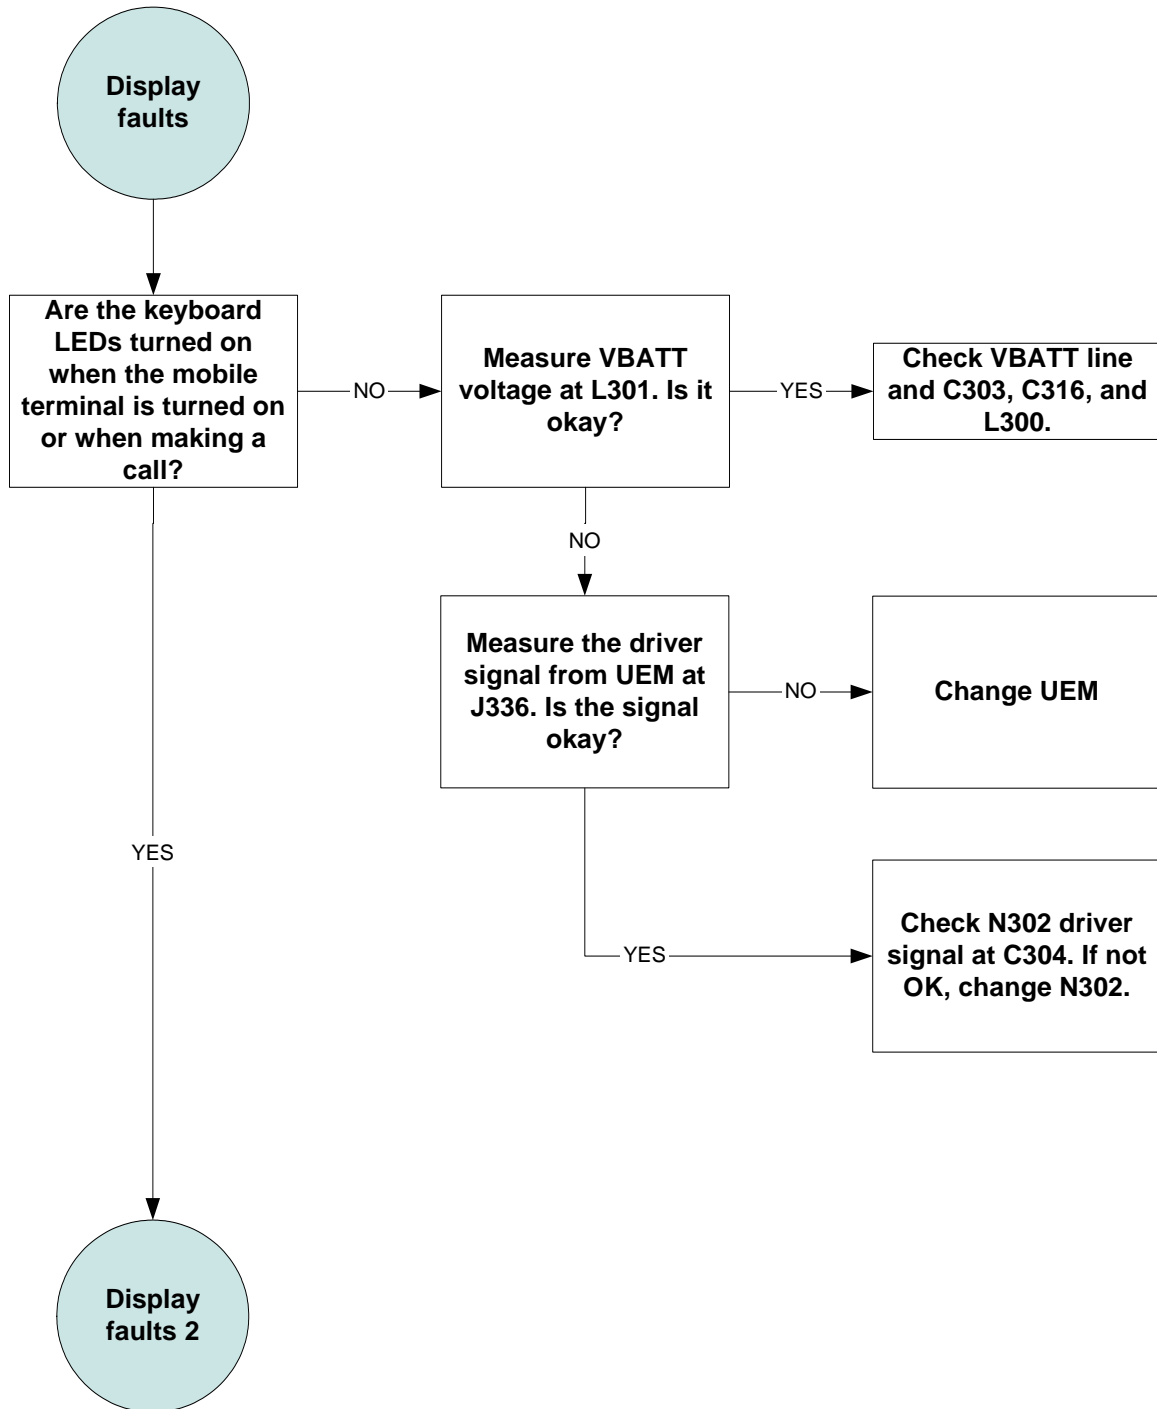 Display
faults
Are the keyboard
LEDs turned on
when the mobile
terminal is turned on
or when making a
call?
NO
Measure VBATT
voltage at L301. Is it
okay?
YES
Check VBATT line
and C303, C316, and
L300.
NO
Measure the driver
signal from UEM at
J336. Is the signal
okay?
NO
Change UEM
YES
YES
Check N302 driver
signal at C304. If not
OK, change N302.
Display
faults 2